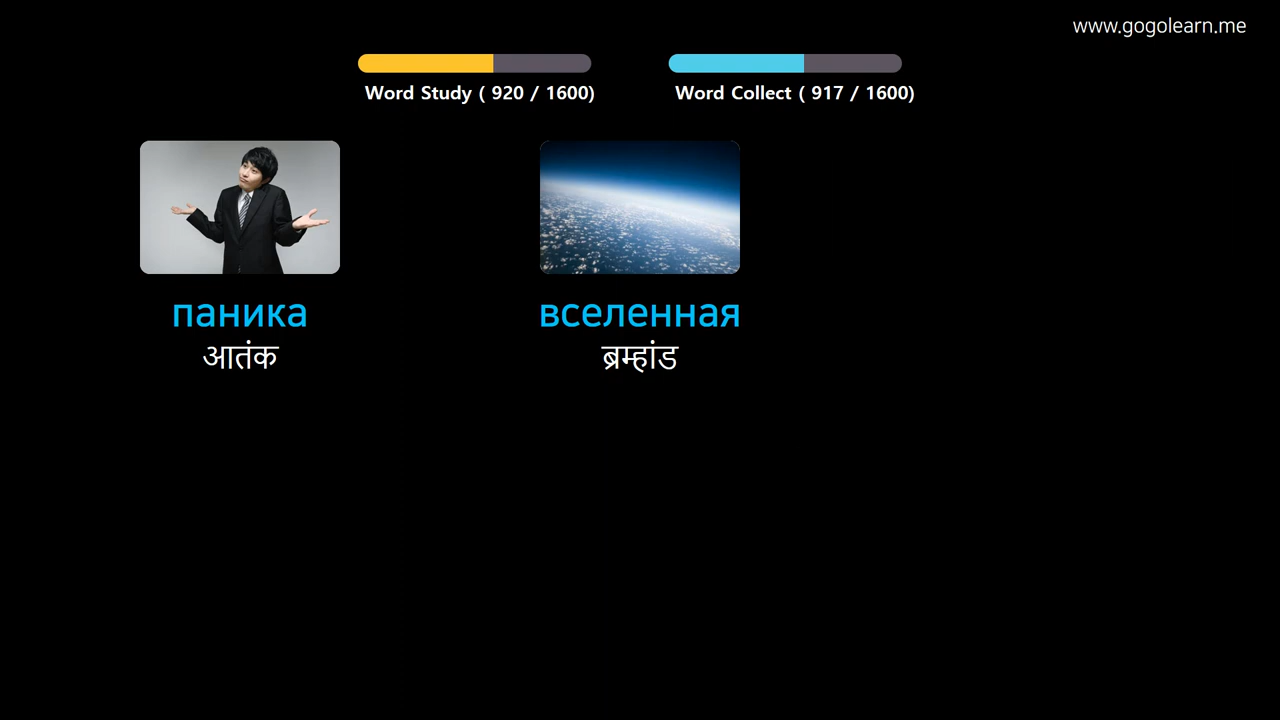 www.gogolearn.me
Word Study ( 920 / 1600)
Word Collect ( 917 / 1600)
паника
вселенная
आतंक
ब्रम्हांड